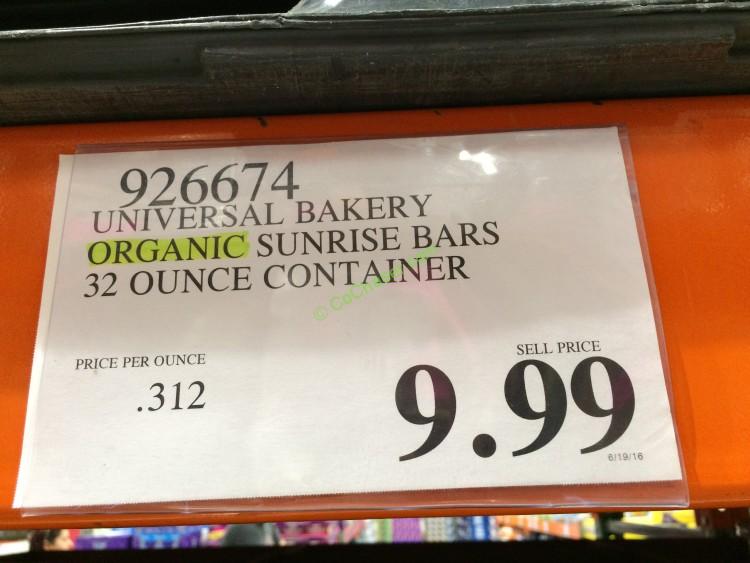 926674
UNIVERSAL BAKERY
ORGANIC SUNRISE BARS
32 OUNCE CONTAINER
PRICE PER OUNCE
.312
SELL PRICE
9.99
6/19/16